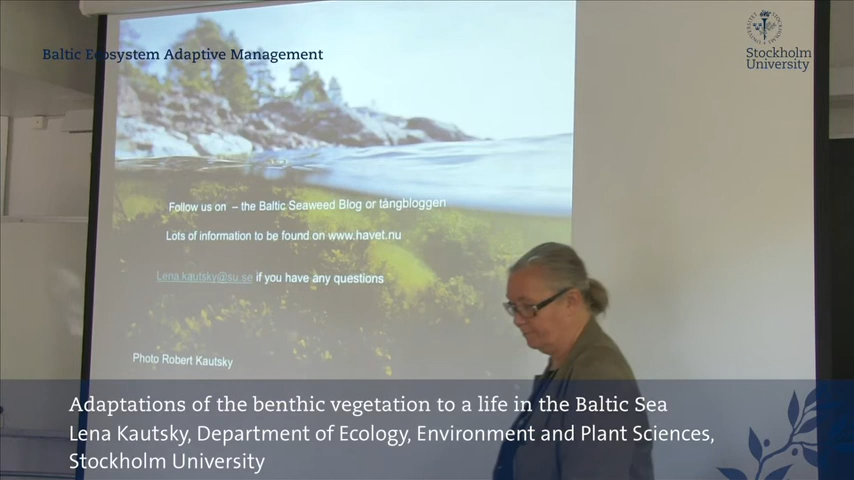 Baltic Ecosystem Adaptive Management
Stockholm
University
Follow us on – the Baltic Seaweed Blog or tångbloggen
Lots of information to be found on www.havet.nu
Lena.kautsky@su.se if you have any questions
Photo Robert Kautsky
Adaptations of the benthic vegetation to a life in the Baltic Sea
Lena Kautsky, Department of Ecology, Environment and Plant Sciences,
Stockholm University